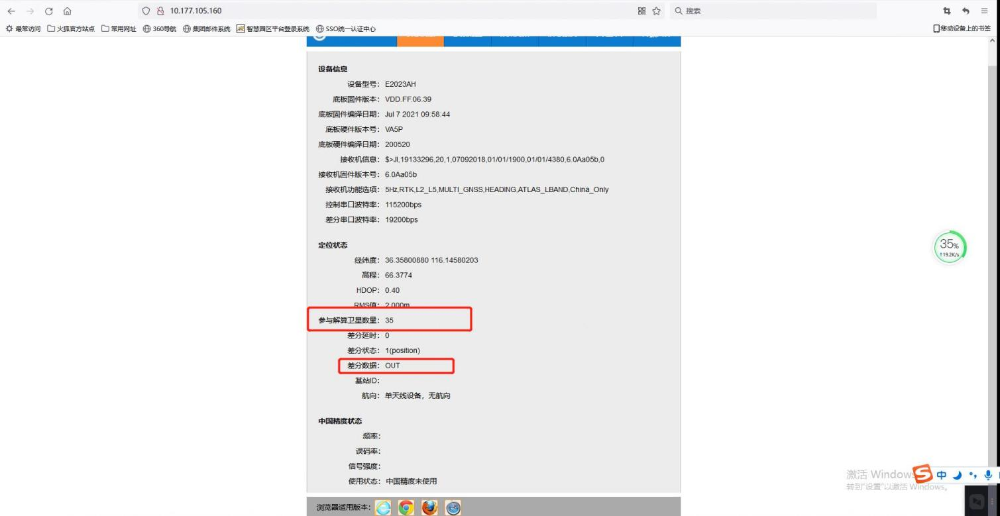 10.177.105.160
搜索
最常访问 火狐官方站点 常用网址 360导航 集团邮件系统 智慧园区平台登录系统 SSO统一认证中心
移动设备上的书签
设备信息
设备型号: E2023AH
底板固件版本: VDD.FF.06.39
底板固件编译日期: Jul 7 2021 09:58:44
底板硬件版本号: VA5P
底板硬件编译日期: 200520
接收机信息: $>JI,19133296,20,1,07092018,01/01/1900,01/01/4380,6.0Aa05b,0
接收机固件版本号: 6.0Aa05b
接收机功能选项: 5Hz,RTK,L2_L5,MULTI_GNSS,HEADING,ATLAS_LBAND,China_Only
控制串口波特率: 115200bps
差分串口波特率: 19200bps
定位状态
经纬度: 36.35800880 116.14580203
高程: 66.3774
HDOP: 0.40
RMS值: 2.000m
参与解算卫星数量: 35
差分延时: 0
差分状态: 1(position)
差分数据: OUT
基站ID:
航向: 单天线设备，无航向
中国精度状态
频率:
误码率:
信号强度:
使用状态: 中国精度未使用
浏览器适用版本:
35%
↑19.2K/s
激活 Windows
转到"设置"以激活 Windows。
中